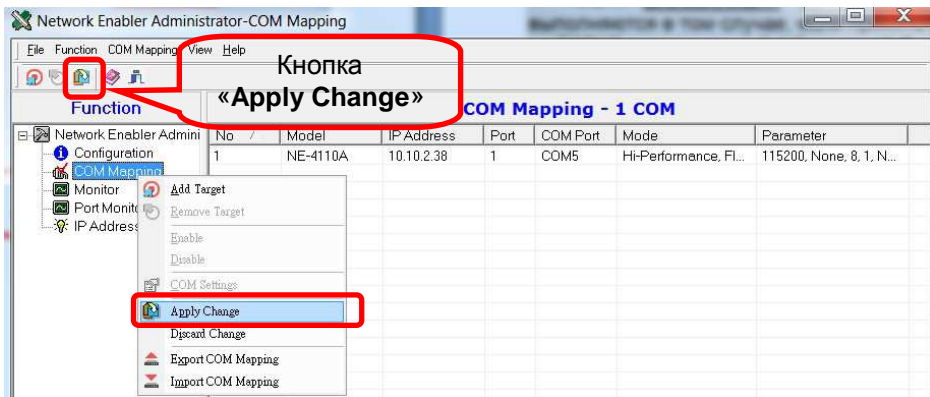 Network Enabler Administrator-COM Mapping
File Function COM Mapping View Help
Кнопка
«Apply Change»
Function
COM Mapping - 1 COM
Network Enabler Admini
No Model IP Address Port COM Port Mode Parameter
1 NE-4110A 10.10.2.38 1 COM5 Hi-Performance, Fl... 115200, None, 8, 1, N...
Configuration
COM Mapping
Monitor
Port Monito
IP Address
Add Target
Remove Target
Enable
Disable
COM Settings
Apply Change
Discard Change
Export COM Mapping
Import COM Mapping